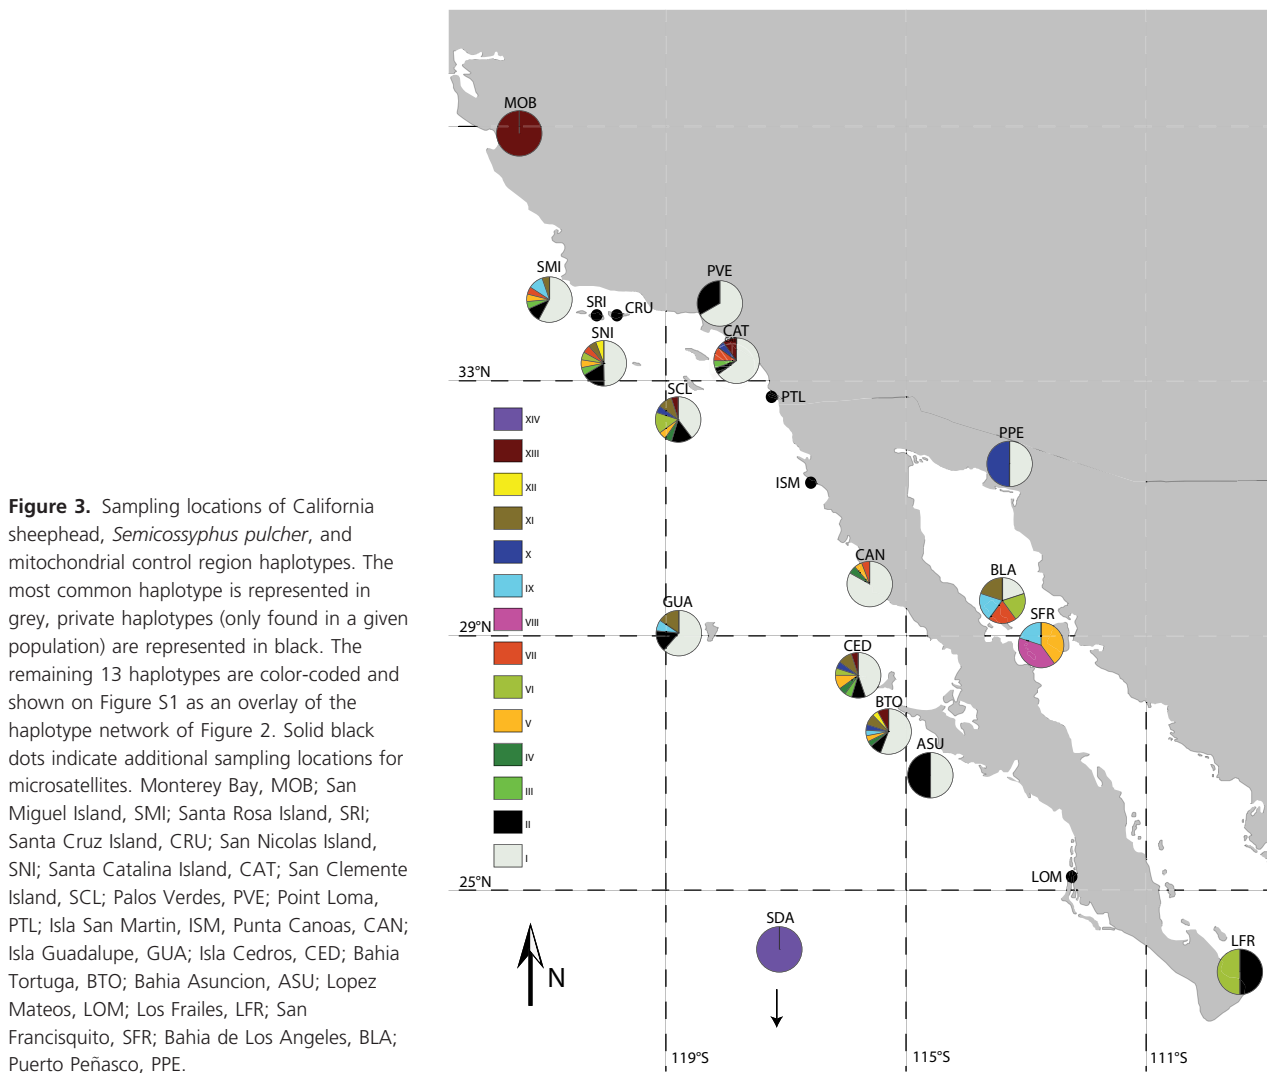 Figure 3. Sampling locations of California
sheephead, Semicossyphus pulcher, and
mitochondrial control region haplotypes. The
most common haplotype is represented in
grey, private haplotypes (only found in a given
population) are represented in black. The
remaining 13 haplotypes are color-coded and
shown on Figure S1 as an overlay of the
haplotype network of Figure 2. Solid black
dots indicate additional sampling locations for
microsatellites. Monterey Bay, MOB; San
Miguel Island, SMI; Santa Rosa Island, SRI;
Santa Cruz Island, CRU; San Nicolas Island,
SNI; Santa Catalina Island, CAT; San Clemente
Island, SCL; Palos Verdes, PVE; Point Loma,
PTL; Isla San Martin, ISM, Punta Canoas, CAN;
Isla Guadalupe, GUA; Isla Cedros, CED; Bahia
Tortuga, BTO; Bahia Asuncion, ASU; Lopez
Mateos, LOM; Los Frailes, LFR; San
Francisquito, SFR; Bahia de Los Angeles, BLA;
Puerto Peñasco, PPE.
MOB
SMI
PVE
SRI
CRU
SNI
CAT
33°N
SCL
PTL
XIV
PPE
XIII
ISM
XII
XI
X
CAN
BLA
IX
GUA
SFR
VIII
29°N
CED
VII
VI
BTO
V
ASU
IV
III
II
I
LOM
25°N
SDA
LFR
N
119°S
115°S
111°S